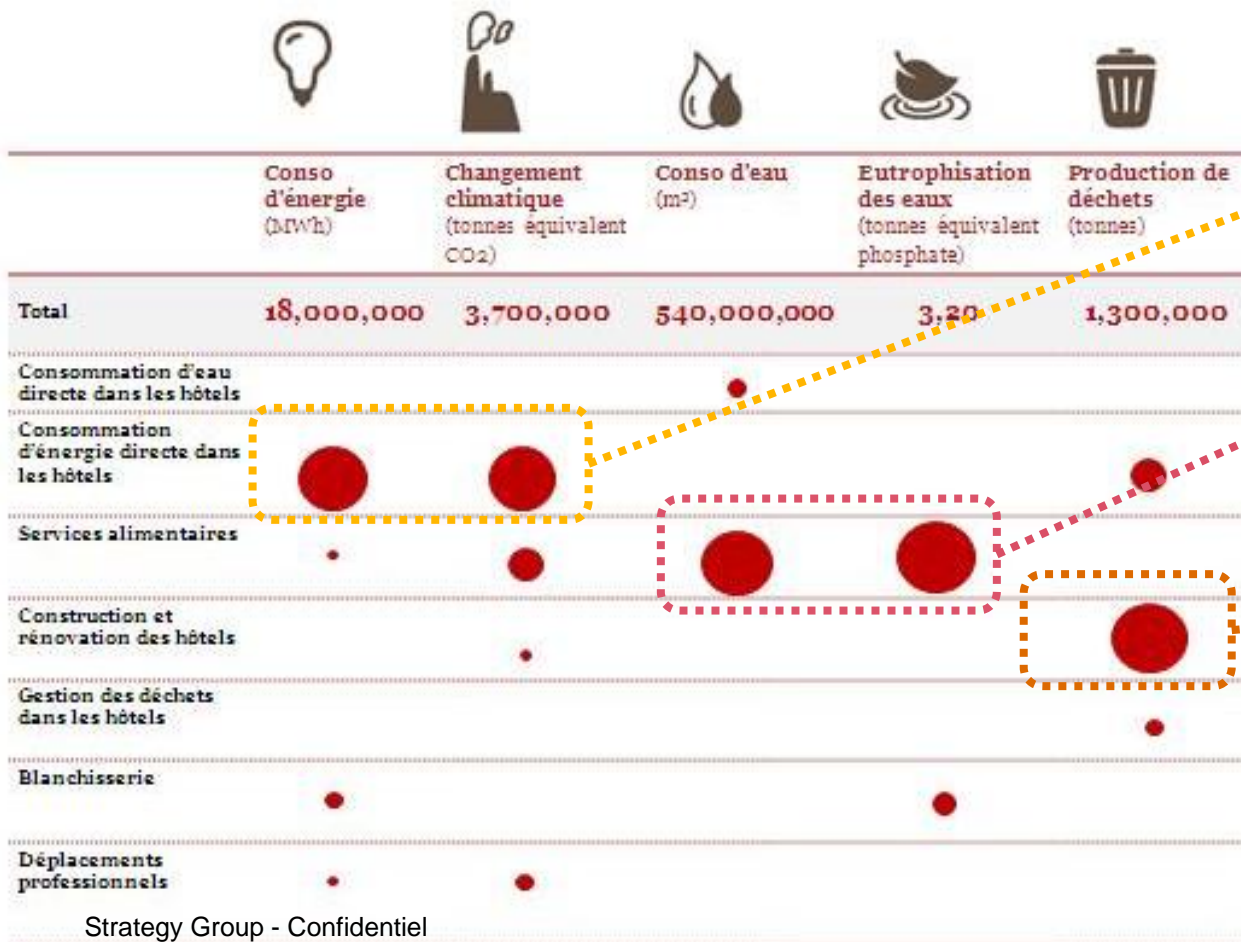 Conso
d'énergie
(MWh)
Changement
climatique
(tonnes équivalent
CO2)
Conso d'eau
(m³)
Eutrophisation
des eaux
(tonnes équivalent
phosphate)
Production de
déchets
(tonnes)
Total 18,000,000 3,700,000 540,000,000 3,20 1,300,000
Consommation d'eau
directe dans les hôtels
Consommation
d'énergie directe dans
les hôtels
Services alimentaires
Construction et
rénovation des hôtels
Gestion des déchets
dans les hôtels
Blanchisserie
Déplacements
professionnels
Strategy Group - Confidentiel